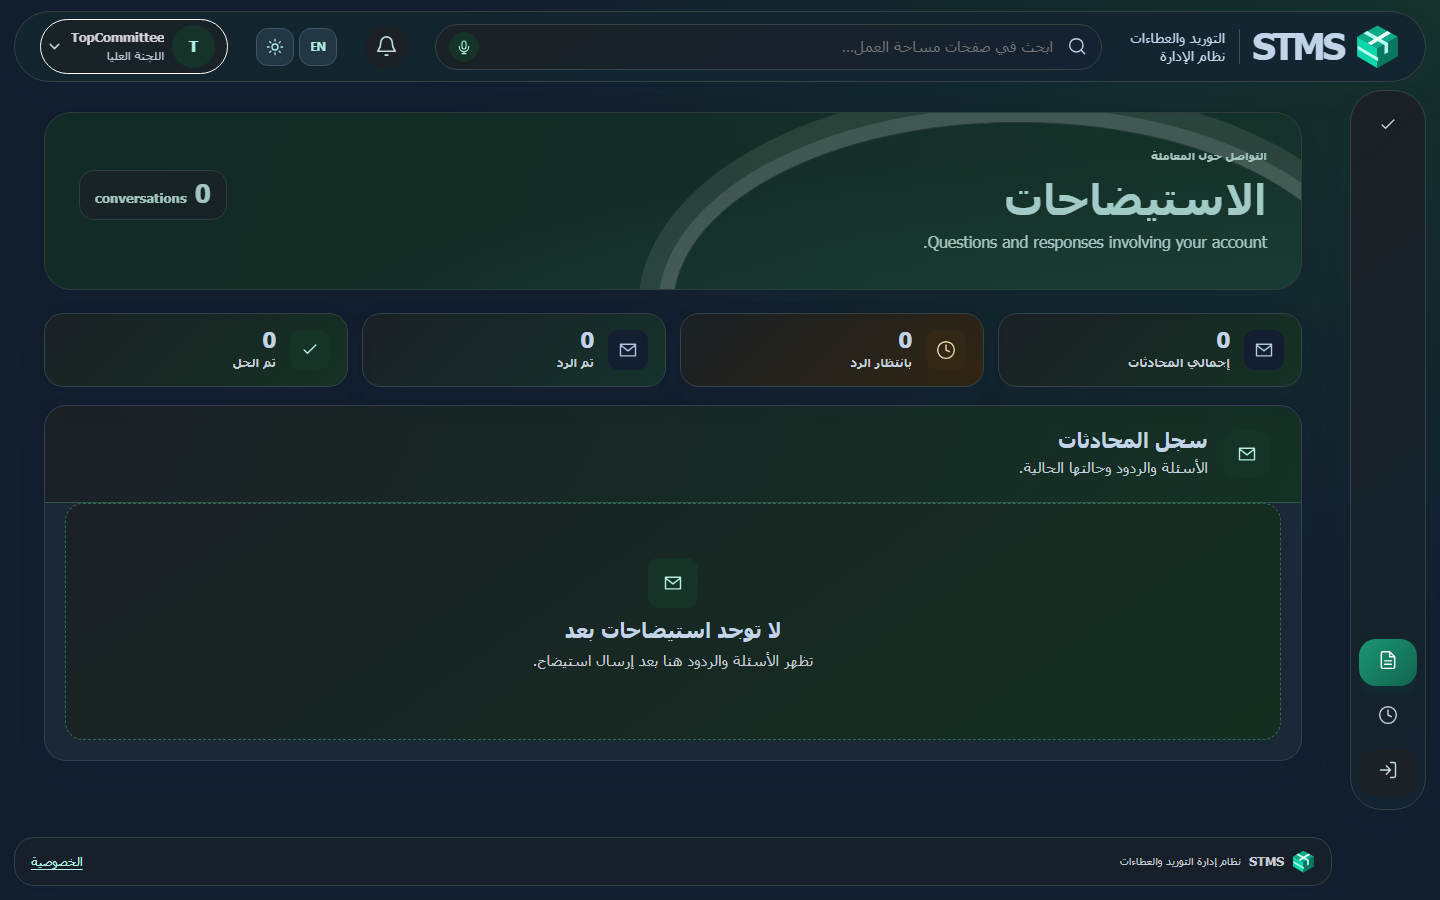 STMS
التوريد والعطاءات
نظام الإدارة
ابحث في صفحات مساحة العمل...
EN
T
TopCommittee
اللجنة العليا
التواصل حول المعاملة
الاستيضاحات
Questions and responses involving your account.
0 conversations
0
إجمالي المحادثات
0
بانتظار الرد
0
تم الرد
0
تم الحل
سجل المحادثات
الأسئلة والردود وحالتها الحالية.
لا توجد استيضاحات بعد
تظهر الأسئلة والردود هنا بعد إرسال استيضاح.
STMS نظام إدارة التوريد والعطاءات
الخصوصية